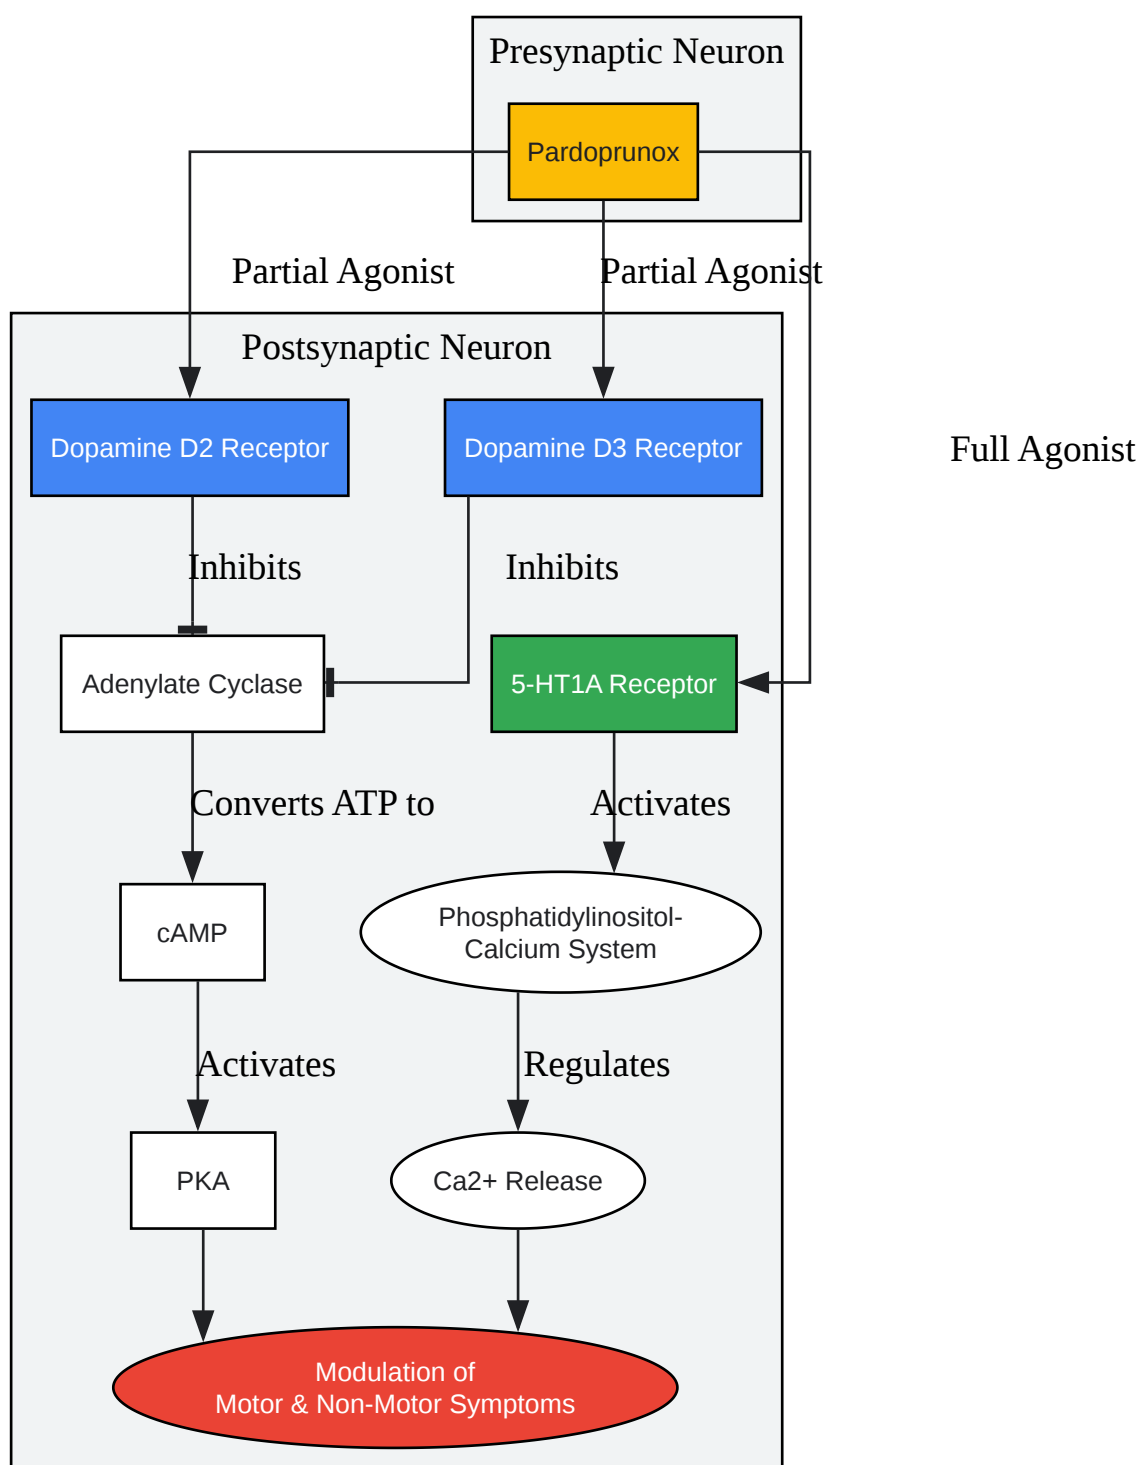 Presynaptic Neuron
Pardoprunox
Partial Agonist
Partial Agonist
Postsynaptic Neuron
Dopamine D2 Receptor
Dopamine D3 Receptor
Full Agonist
Inhibits
Inhibits
Adenylate Cyclase
5-HT1A Receptor
Converts ATP to
Activates
cAMP
Phosphatidylinositol-
Calcium System
Activates
Regulates
PKA
Ca2+ Release
Modulation of
Motor & Non-Motor Symptoms